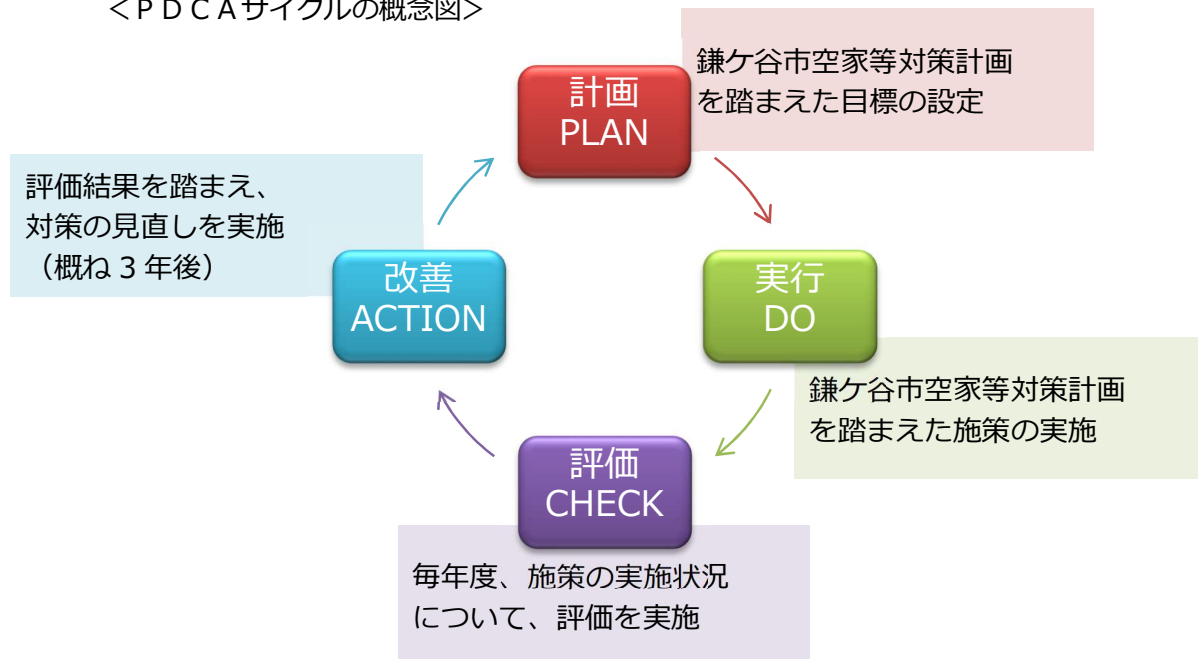 ＜ＰＤＣＡサイクルの概念図＞
計画
PLAN
鎌ケ谷市空家等対策計画
を踏まえた目標の設定
実行
DO
鎌ケ谷市空家等対策計画
を踏まえた施策の実施
評価
CHECK
毎年度、施策の実施状況
について、評価を実施
改善
ACTION
評価結果を踏まえ、
対策の見直しを実施
（概ね 3 年後）